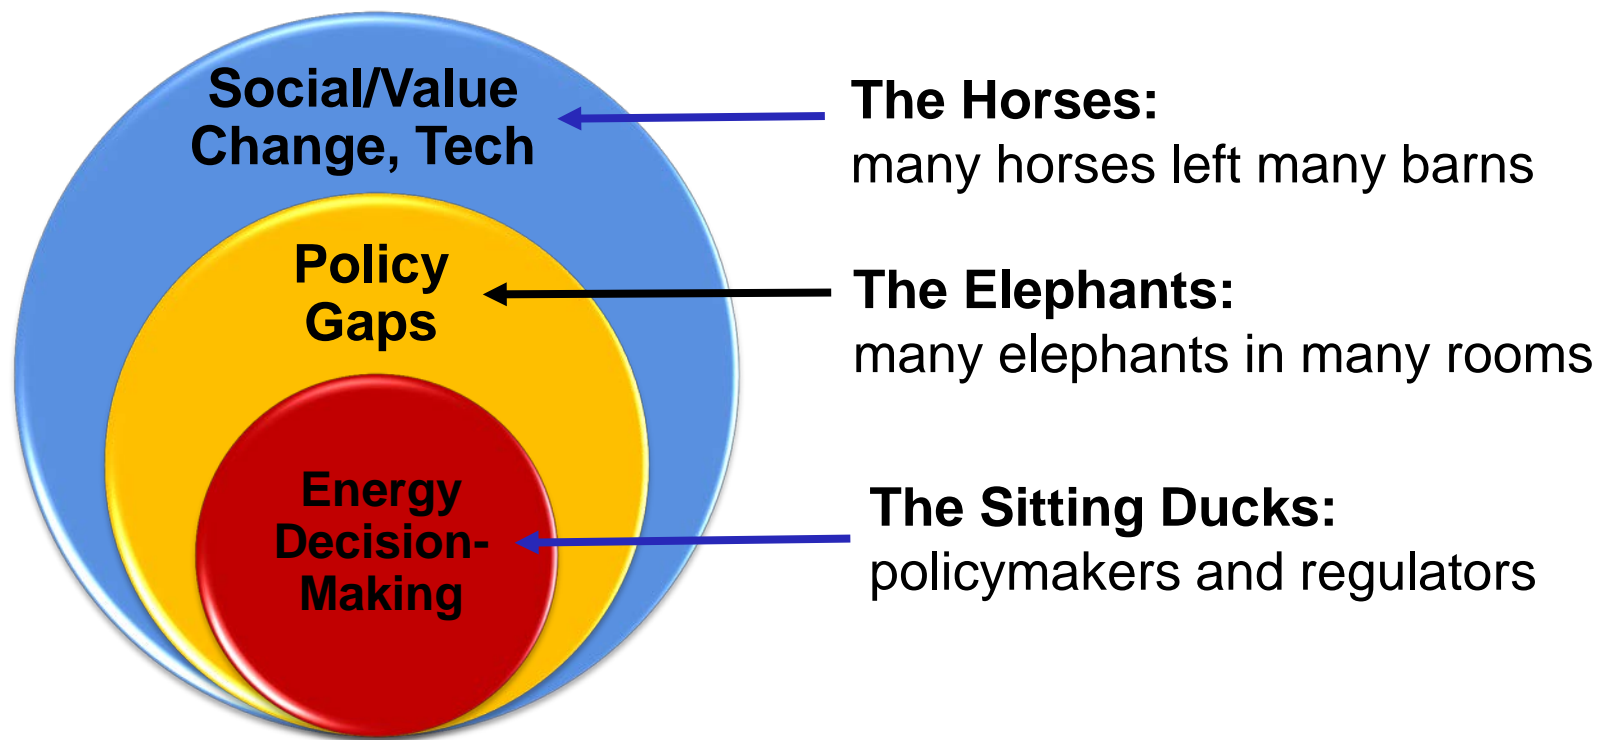 Social/Value
Change, Tech
The Horses:
many horses left many barns
Policy
Gaps
The Elephants:
many elephants in many rooms
Energy
Decision-
Making
The Sitting Ducks:
policymakers and regulators